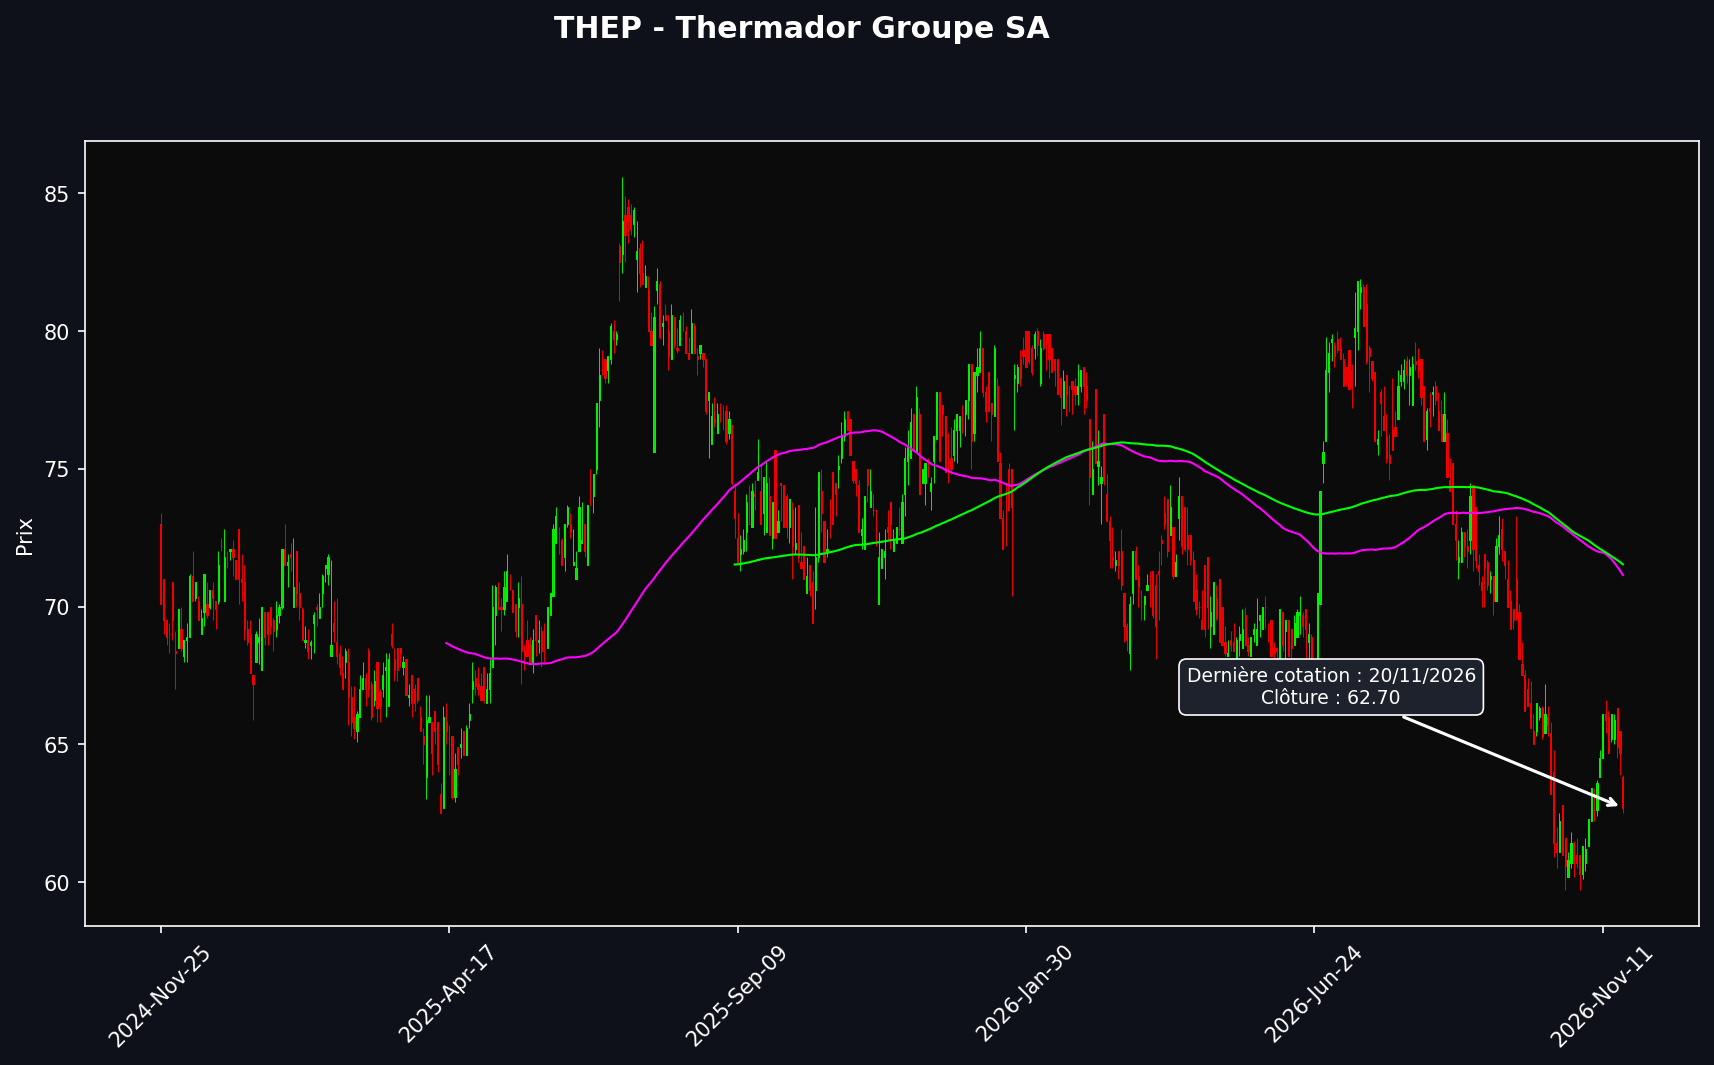 THEP - Thermador Groupe SA
Prix
85
80
75
70
65
60
Dernière cotation : 20/11/2026
Clôture : 62.70
2024-Nov-25
2025-Apr-17
2025-Sep-09
2026-Jan-30
2026-Jun-24
2026-Nov-11